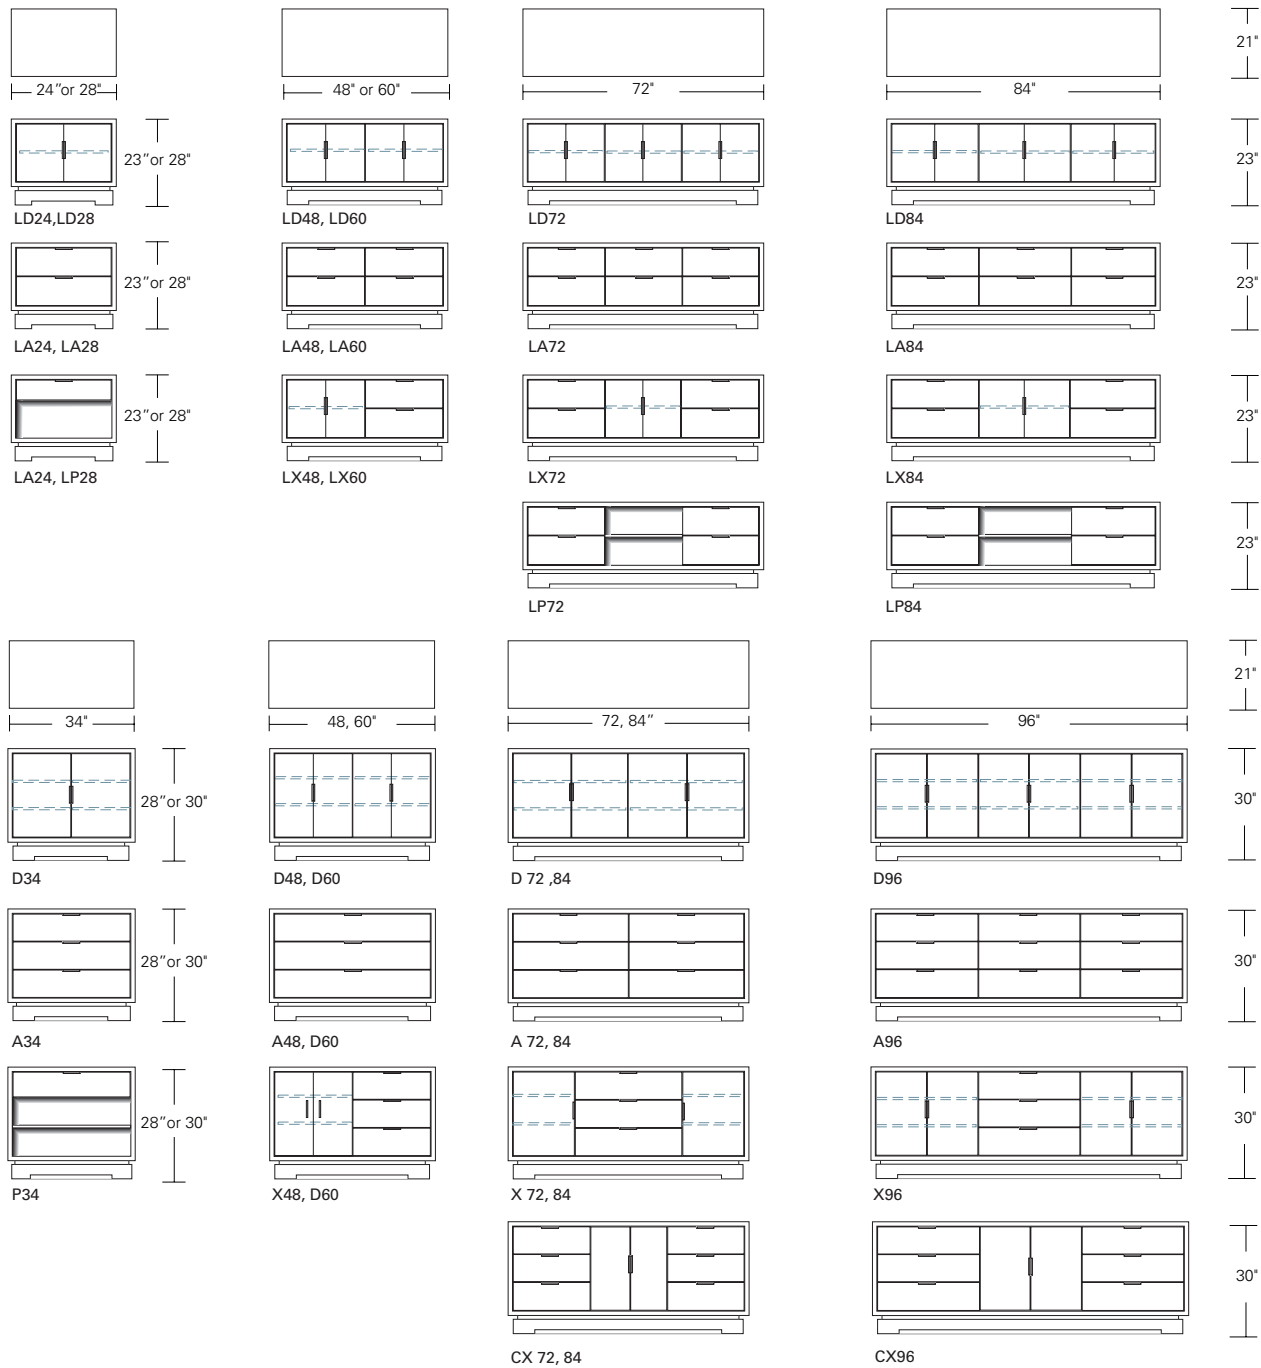 21"
24" or 28"
48" or 60"
72"
84"
23" or 28"
23"
LD24,LD28
LD48, LD60
LD72
LD84
23" or 28"
23"
LA24, LA28
LA48, LA60
LA72
LA84
23" or 28"
23"
LA24, LP28
LX48, LX60
LX72
LX84
23"
LP72
LP84
21"
34"
48, 60"
72, 84"
96"
28" or 30"
30"
D34
D48, D60
D 72 ,84
D96
28" or 30"
30"
A34
A48, D60
A 72, 84
A96
28" or 30"
30"
P34
X48, D60
X 72, 84
X96
30"
CX 72, 84
CX96